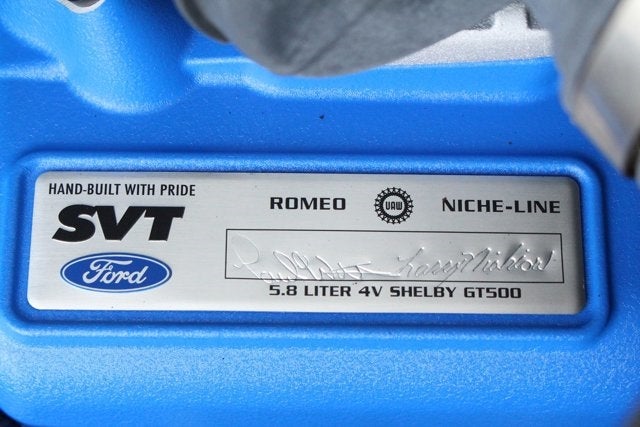 HAND-BUILT WITH PRIDE
SVT
Ford
ROMEO UAW NICHE-LINE
5.8 LITER 4V SHELBY GT500